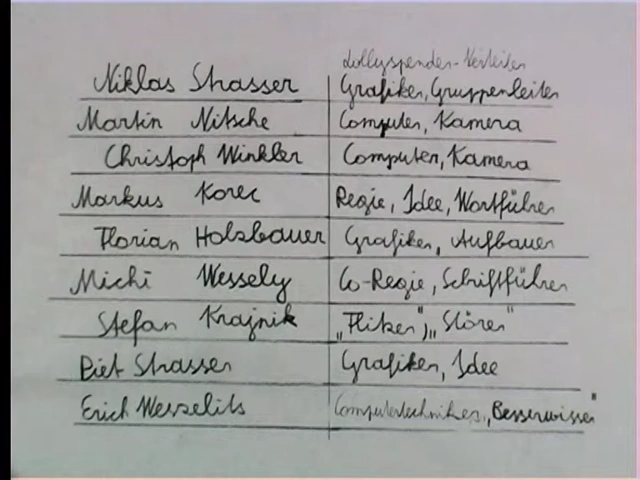 Lollyspender-Verteiler
Niklas Strasser Grafiker, Gruppenleiter
Martin Nitsche Computer, Kamera
Christoph Winkler Computer, Kamera
Markus Korec Regie, Idee, Wortführer
Florian Holzbauer Grafiker, Aufbauer
Michi Wessely Co-Regie, Schriftführer
Stefan Krajnik „Flitzer", „Störer"
Piet Strasser Grafiker, Idee
Erich Wesselits Computertechniker, „Besserwisser"